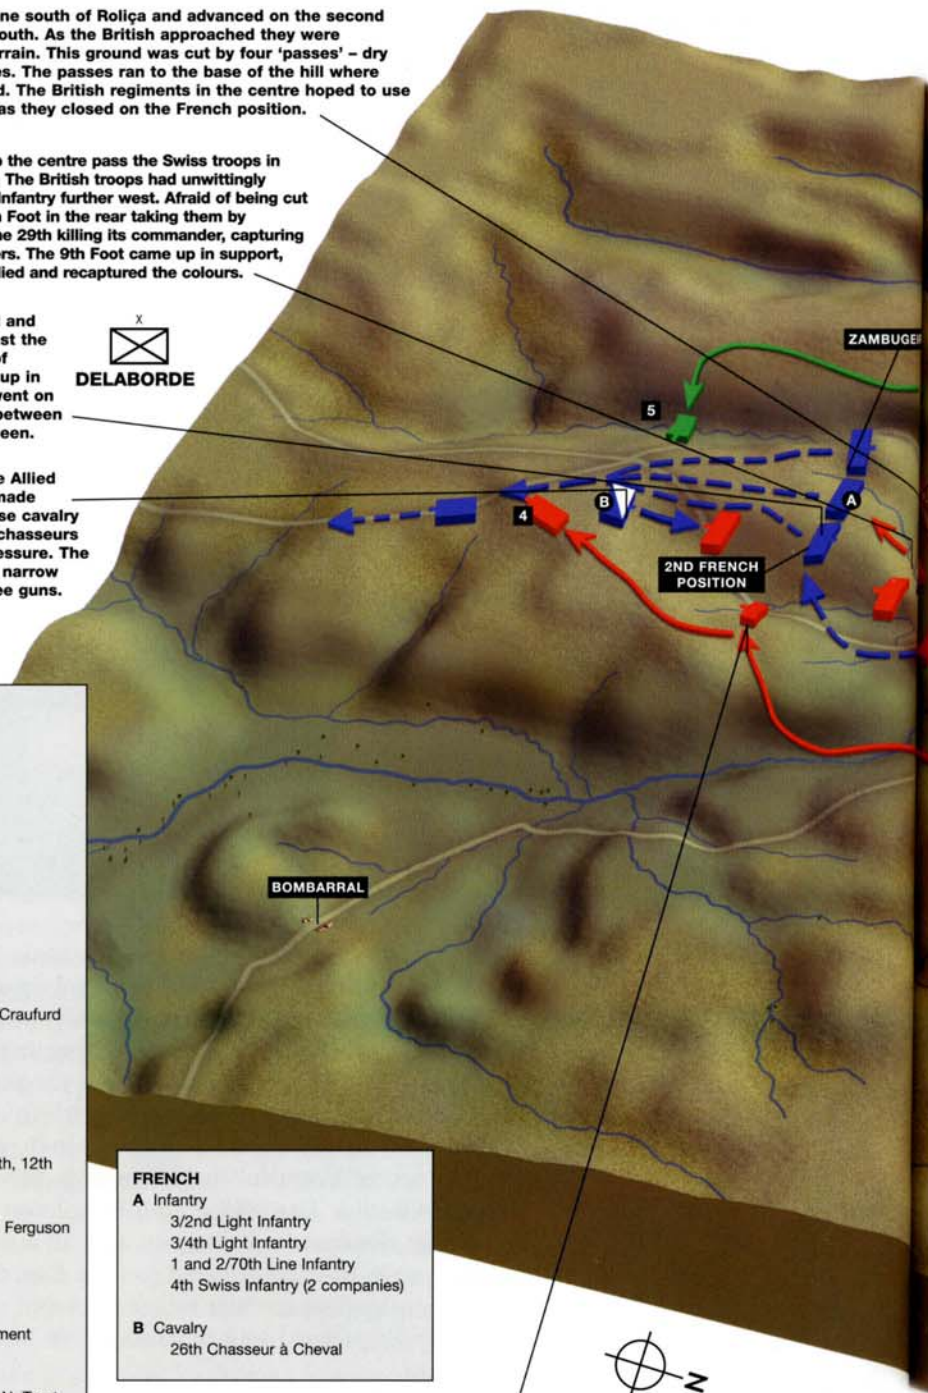 ne south of Roliça and advanced on the second
outh. As the British approached they were
rrain. This ground was cut by four ‘passes’ – dry
es. The passes ran to the base of the hill where
d. The British regiments in the centre hoped to use
as they closed on the French position.
o the centre pass the Swiss troops in
The British troops had unwittingly
Infantry further west. Afraid of being cut
n Foot in the rear taking them by
ne 29th killing its commander, capturing
ers. The 9th Foot came up in support,
lied and recaptured the colours.
and
st the
of
up in
vent on
between
een.
X
DELABORDE
e Allied
made
se cavalry
chasseurs
essure. The
narrow
ee guns.
ZAMBUGEI
5
B
A
4
2ND FRENCH
POSITION
BOMBARRAL
Craufurd
th, 12th
Ferguson
ment
FRENCH
A Infantry
3/2nd Light Infantry
3/4th Light Infantry
1 and 2/70th Line Infantry
4th Swiss Infantry (2 companies)
B Cavalry
26th Chasseur à Cheval
N